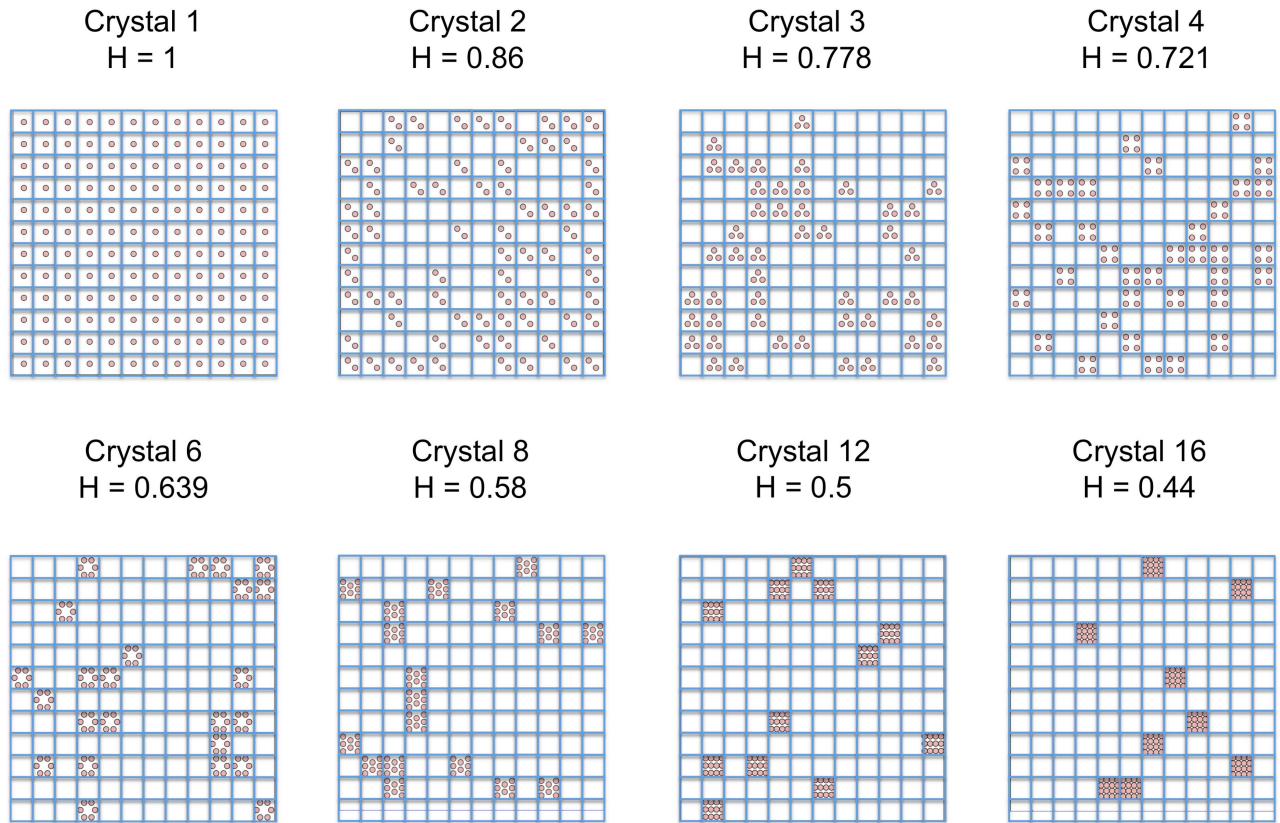 Crystal 1
H = 1
Crystal 2
H = 0.86
Crystal 3
H = 0.778
Crystal 4
H = 0.721
Crystal 6
H = 0.639
Crystal 8
H = 0.58
Crystal 12
H = 0.5
Crystal 16
H = 0.44